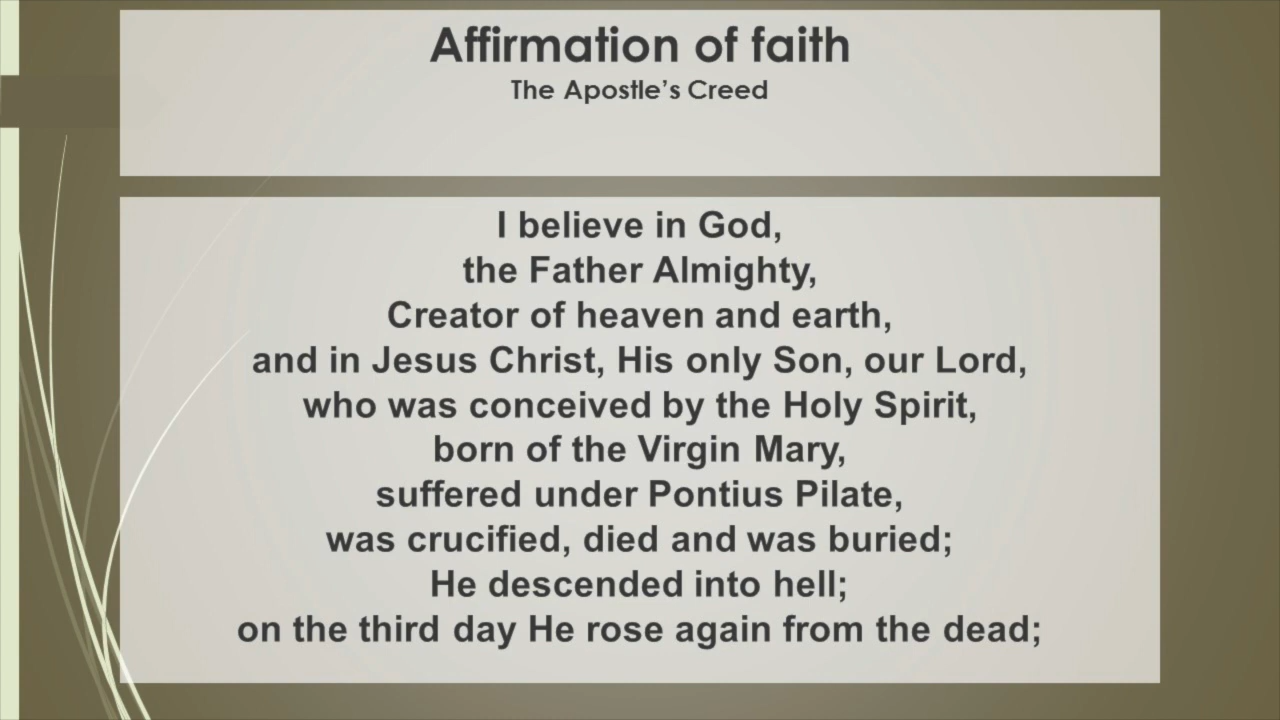 Affirmation of faith
The Apostle’s Creed
I believe in God,
the Father Almighty,
Creator of heaven and earth,
and in Jesus Christ, His only Son, our Lord,
who was conceived by the Holy Spirit,
born of the Virgin Mary,
suffered under Pontius Pilate,
was crucified, died and was buried;
He descended into hell;
on the third day He rose again from the dead;